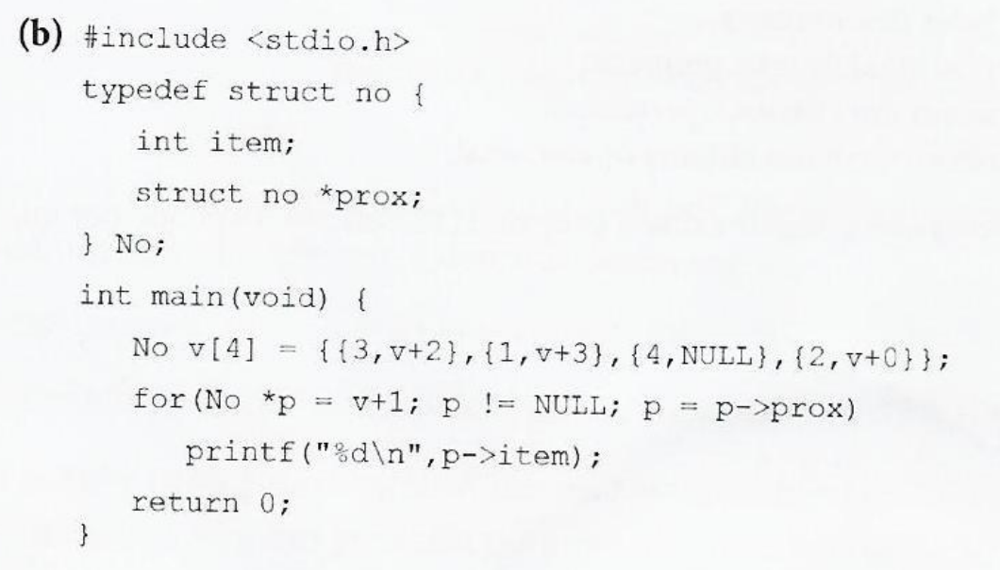 (b) #include <stdio.h>
typedef struct no {
int item;
struct no *prox;
} No;
int main(void) {
No v[4] = {{3,v+2},{1,v+3},{4,NULL},{2,v+0}};
for(No *p = v+1; p != NULL; p = p->prox)
printf("%d\n",p->item);
return 0;
}